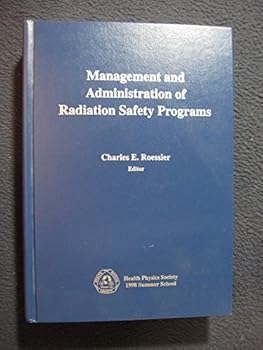 Management and
Administration of
Radiation Safety Programs
Charles E. Roessler
Editor
Health Physics Society
1998 Summer School